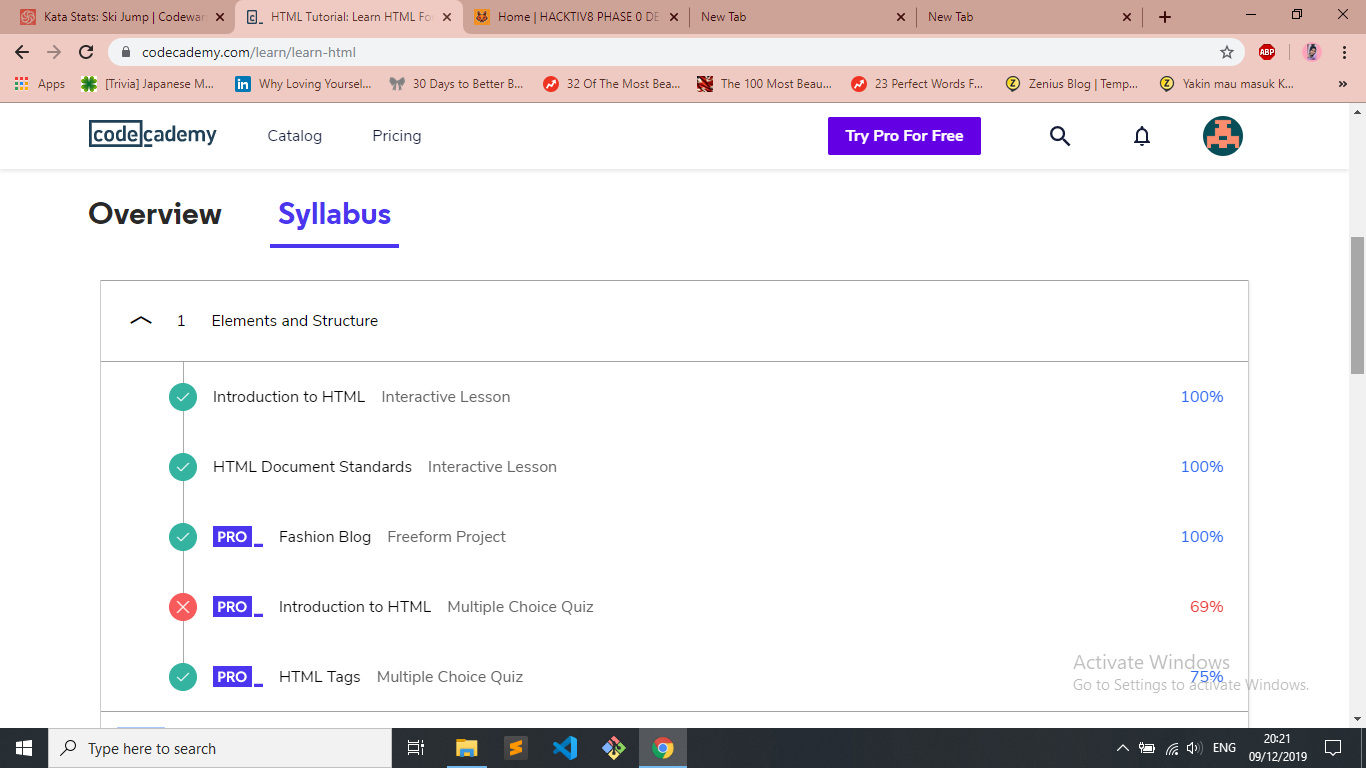 Kata Stats: Ski Jump | Codewar
HTML Tutorial: Learn HTML Fo
Home | HACKTIV8 PHASE 0 DE
New Tab
New Tab
codecademy.com/learn/learn-html
ABP
Apps
[Trivia] Japanese M...
Why Loving Yoursel...
30 Days to Better B...
32 Of The Most Bea...
The 100 Most Beau...
23 Perfect Words F...
Zenius Blog | Temp...
Yakin mau masuk K...
codecademy
Catalog
Pricing
Try Pro For Free
Overview
Syllabus
1 Elements and Structure
Introduction to HTML Interactive Lesson 100%
HTML Document Standards Interactive Lesson 100%
PRO Fashion Blog Freeform Project 100%
PRO Introduction to HTML Multiple Choice Quiz 69%
PRO HTML Tags Multiple Choice Quiz 75%
Activate Windows
Go to Settings to activate Windows.
Type here to search
ENG
20:21
09/12/2019